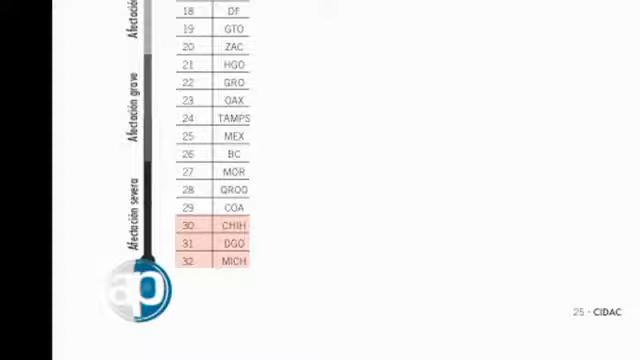 Afectación
Afectación grave
Afectación severa
18 DF
19 GTO
20 ZAC
21 HGO
22 GRO
23 OAX
24 TAMPS
25 MEX
26 BC
27 MOR
28 QROO
29 COA
30 CHIH
31 DGO
32 MICH
ap
25 - CIDAC